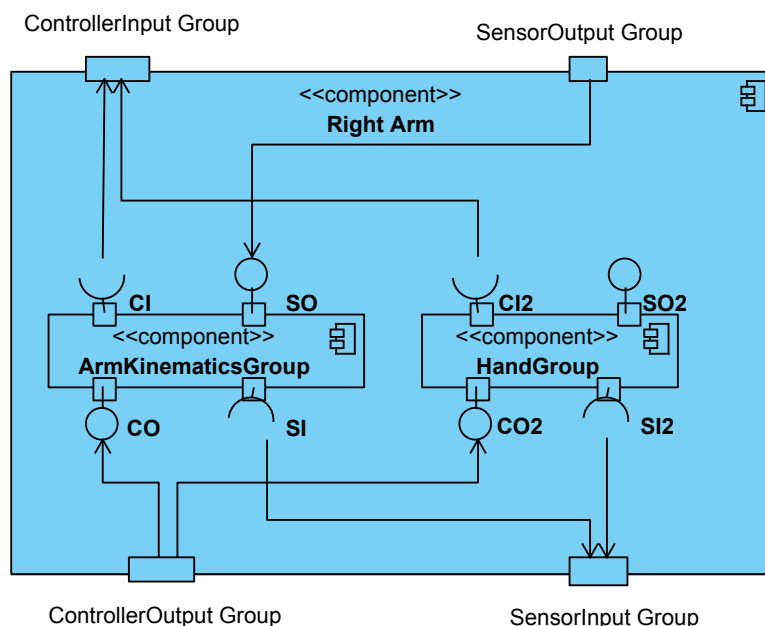 ControllerInput Group
SensorOutput Group
<<component>>
Right Arm
CI
SO
CI2
SO2
<<component>>
ArmKinematicsGroup
<<component>>
HandGroup
CO
SI
CO2
SI2
ControllerOutput Group
SensorInput Group